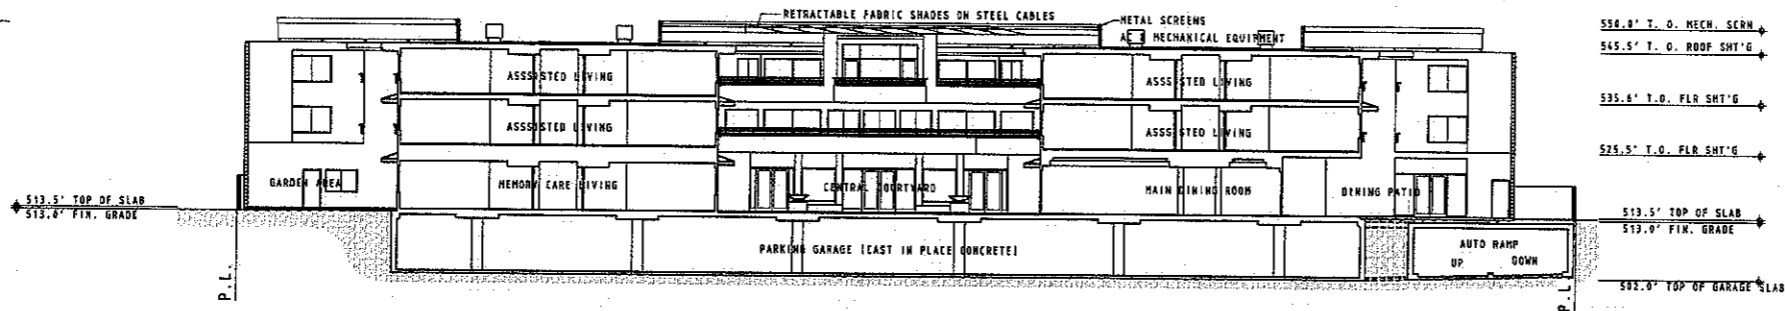 RETRACTABLE FABRIC SHADES ON STEEL CABLES
METAL SCREENS
MECHANICAL EQUIPMENT
550.0' T. O. MECH. SCRN
545.5' T. O. ROOF SHT'G
ASSSISTED LIVING
ASSSISTED LIVING
535.6' T.O. FLR SHT'G
ASSSISTED LIVING
ASSSISTED LIVING
525.5' T.O. FLR SHT'G
GARDEN AREA
MEMORY CARE LIVING
CENTRAL COURTYARD
MAIN DINING ROOM
DINING PATIO
513.5' TOP OF SLAB
513.0' FIN. GRADE
513.5' TOP OF SLAB
513.0' FIN. GRADE
PARKING GARAGE [CAST IN PLACE CONCRETE]
AUTO RAMP
UP DOWN
502.0' TOP OF GARAGE SLAB
P.L.
P.L.